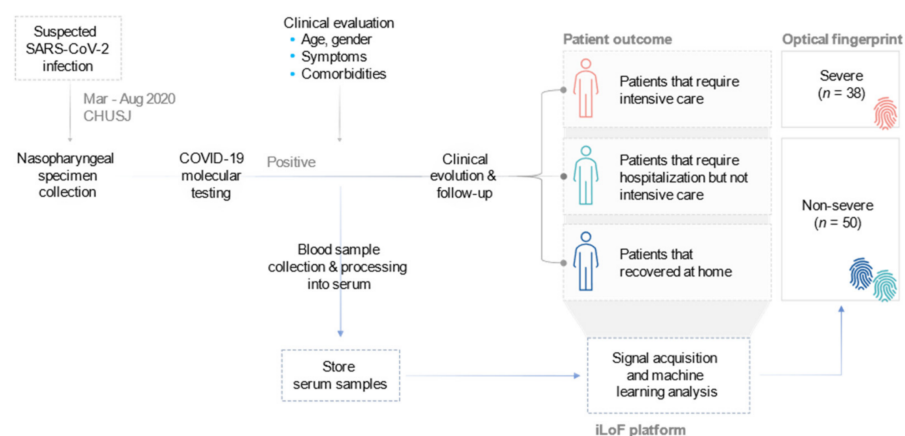 Suspected
SARS-CoV-2
infection
Mar - Aug 2020
CHUSJ
Nasopharyngeal
specimen
collection
COVID-19
molecular
testing
Positive
Clinical evaluation
• Age, gender
• Symptoms
• Comorbidities
Clinical
evolution &
follow-up
Blood sample
collection & processing
into serum
Store
serum samples
Patient outcome
Patients that require
intensive care
Patients that require
hospitalization but not
intensive care
Patients that
recovered at home
Signal acquisition
and machine
learning analysis
iLoF platform
Optical fingerprint
Severe
(n = 38)
Non-severe
(n = 50)